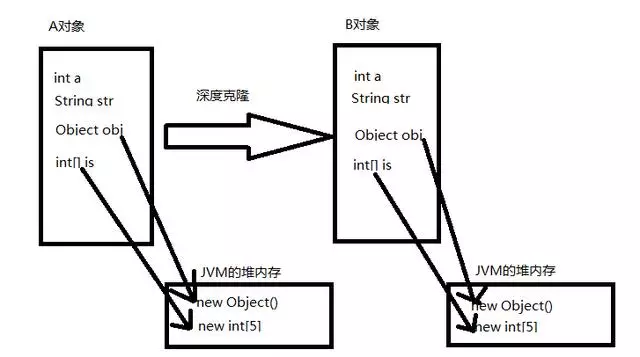 A对象
B对象
int a
String str
Object obj
int[] is
深度克隆
int a
String str
Object obj
int[] is
JVM的堆内存
new Object()
new int[5]
JVM的堆内存
new Object()
new int[5]